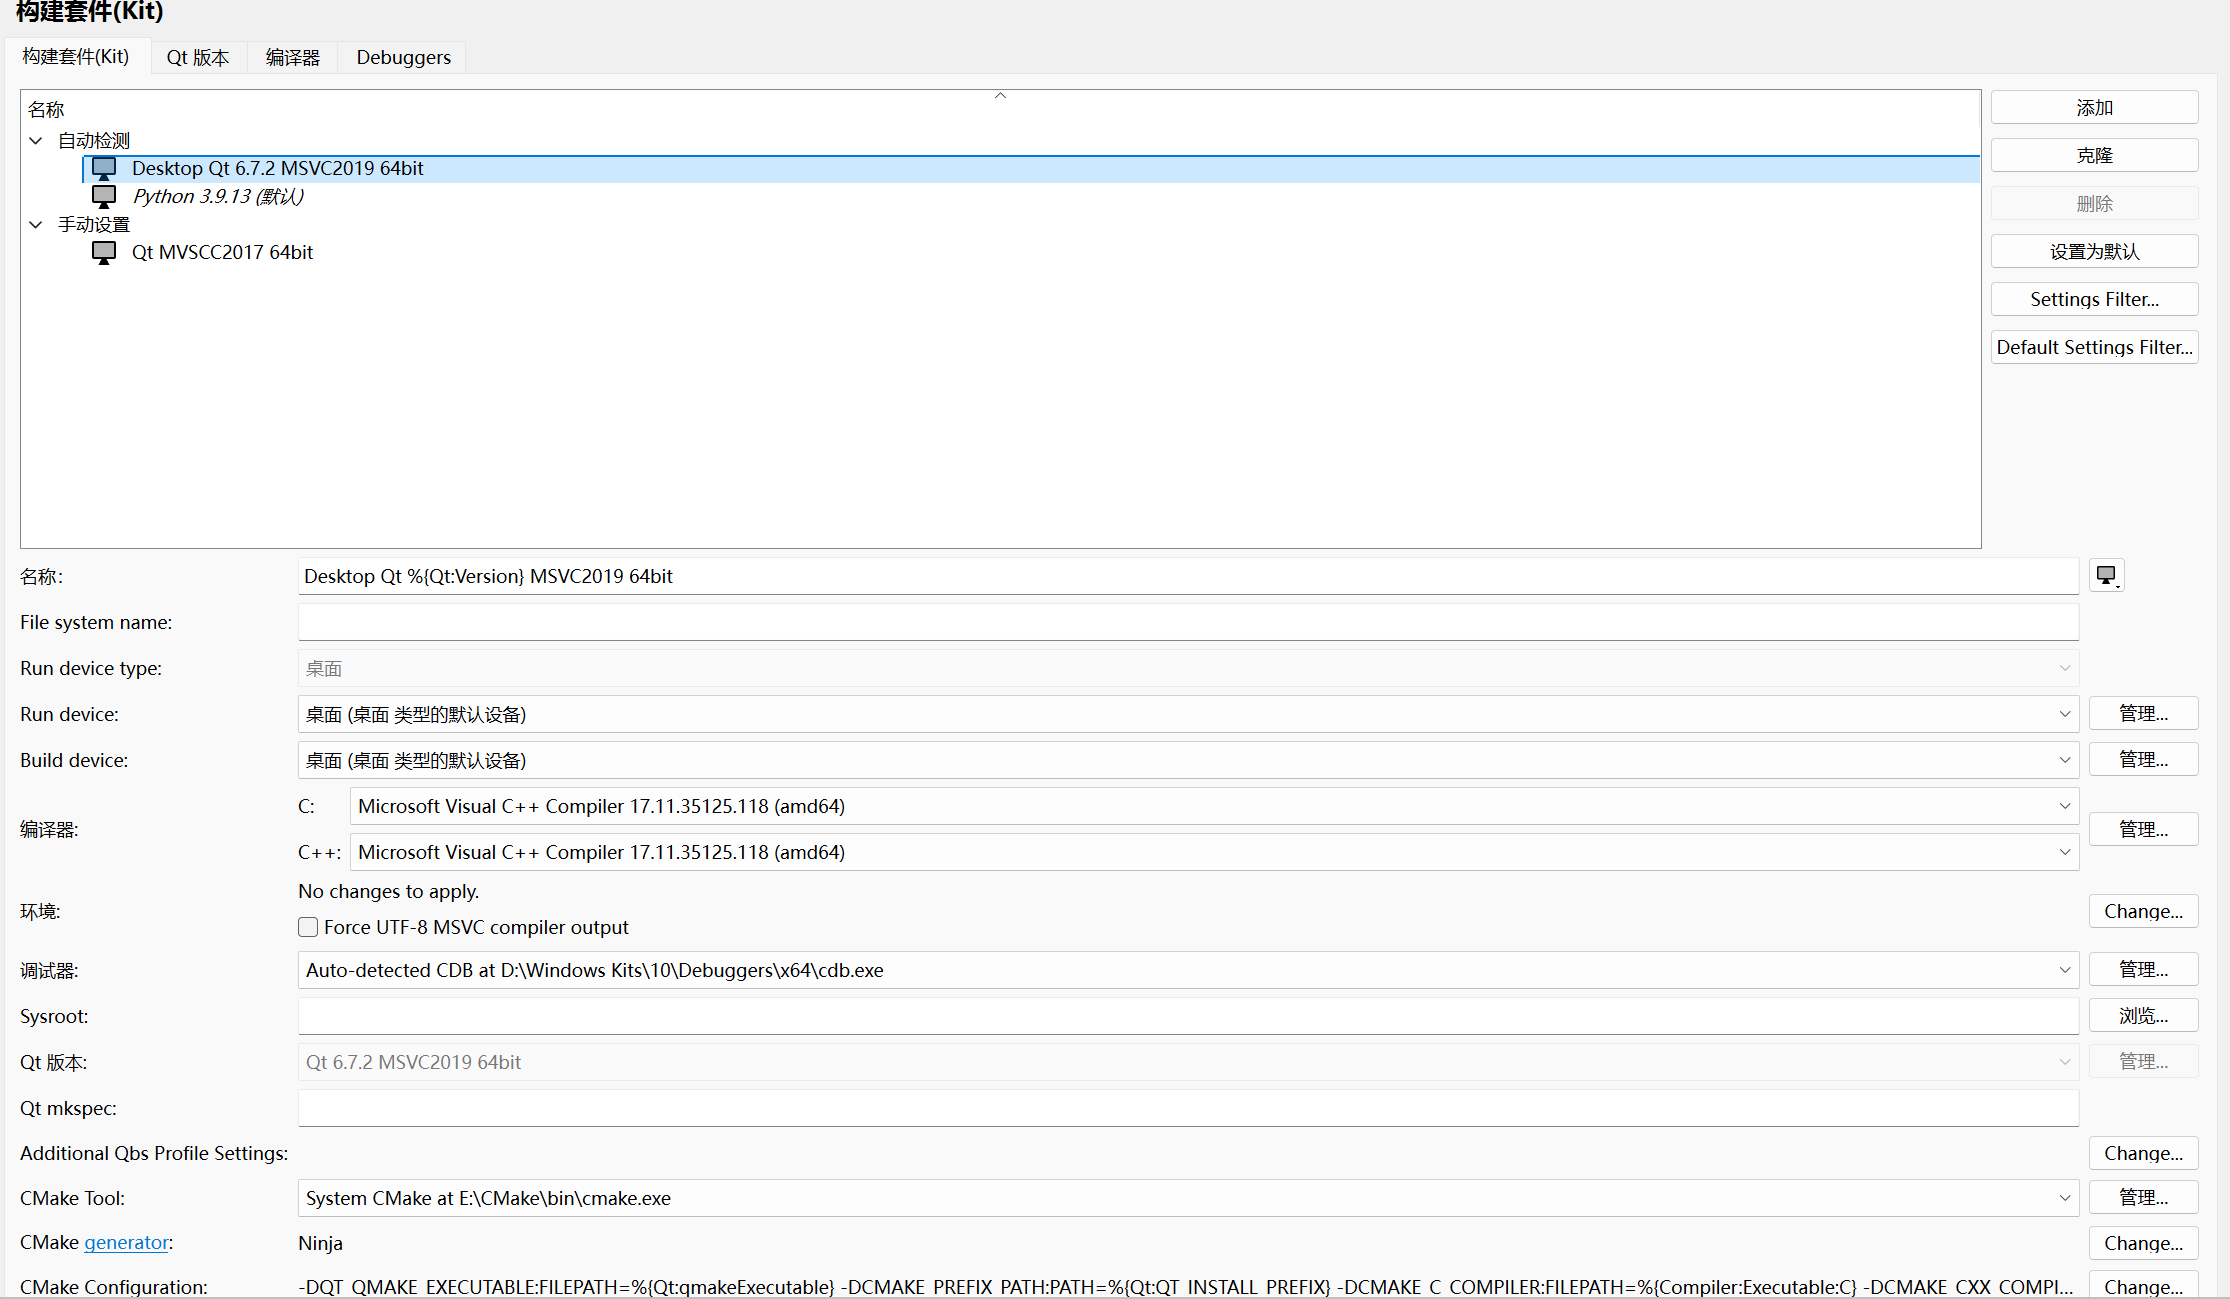 构建套件(Kit)
构建套件(Kit) Qt 版本 编译器 Debuggers
名称
添加
自动检测
Desktop Qt 6.7.2 MSVC2019 64bit
克隆
Python 3.9.13 (默认)
删除
手动设置
Qt MVSCC2017 64bit
设置为默认
Settings Filter...
Default Settings Filter...
名称: Desktop Qt %{Qt:Version} MSVC2019 64bit
File system name:
Run device type: 桌面
Run device: 桌面 (桌面 类型的默认设备) 管理...
Build device: 桌面 (桌面 类型的默认设备) 管理...
编译器: C: Microsoft Visual C++ Compiler 17.11.35125.118 (amd64) 管理...
C++: Microsoft Visual C++ Compiler 17.11.35125.118 (amd64)
No changes to apply.
环境: Change...
Force UTF-8 MSVC compiler output
调试器: Auto-detected CDB at D:\Windows Kits\10\Debuggers\x64\cdb.exe 管理...
Sysroot: 浏览...
Qt 版本: Qt 6.7.2 MSVC2019 64bit 管理...
Qt mkspec:
Additional Qbs Profile Settings: Change...
CMake Tool: System CMake at E:\CMake\bin\cmake.exe 管理...
CMake generator: Ninja Change...
CMake Configuration: -DQT_QMAKE_EXECUTABLE:FILEPATH=%{Qt:qmakeExecutable} -DCMAKE_PREFIX_PATH:PATH=%{Qt:QT_INSTALL_PREFIX} -DCMAKE_C_COMPILER:FILEPATH=%{Compiler:Executable:C} -DCMAKE_CXX_COMPI... Change...